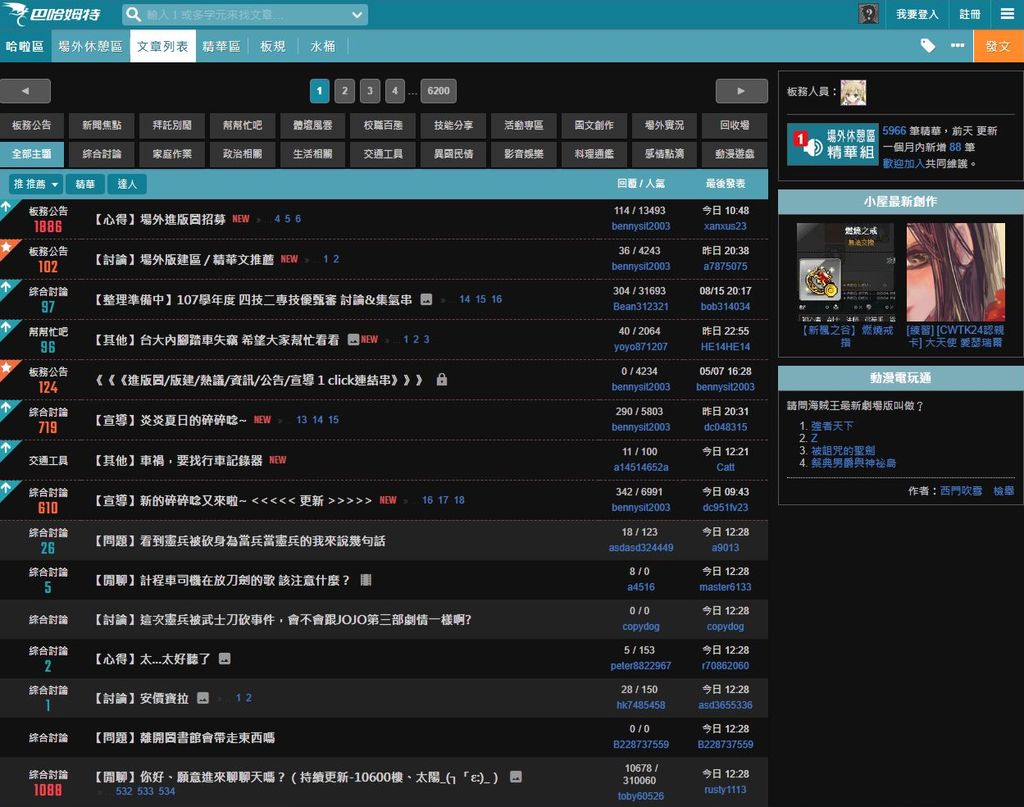 巴哈姆特
輸入 1 或多字元來找文章...
我要登入
註冊
哈啦區
場外休憩區
文章列表
精華區
板規
水桶
發文
◀
1 2 3 4 ... 6200
▶
板務公告 新聞焦點 拜託別鬧 幫幫忙吧 體壇風雲 校職百態 技能分享 活動專區 圖文創作 場外實況 回收場
全部主題 綜合討論 家庭作業 政治相關 生活相關 交通工具 異國民情 影音娛樂 料理通鑑 感情點滴 動漫遊戲
推 推薦 精華 達人
回覆 / 人氣 最後發表
板務公告
1886
【心得】場外進版圖招募 NEW » ... 4 5 6
114 / 13493
bennysit2003
今日 10:48
xanxus23
板務公告
102
【討論】場外版建區 / 精華文推薦 NEW » ... 1 2
36 / 4243
bennysit2003
昨日 20:38
a7875075
綜合討論
97
【整理準備中】107學年度 四技二專技優甄審 討論&集氣串 » ... 14 15 16
304 / 31693
Bean312321
08/15 20:17
bob314034
幫幫忙吧
96
【其他】台大內腳踏車失竊 希望大家幫忙看看 NEW » ... 1 2 3
40 / 2064
yoyo871207
昨日 22:55
HE14HE14
板務公告
124
《《《進版圖/版建/熱議/資訊/公告/宣導 1 click連結串》》》
0 / 4234
bennysit2003
05/07 16:28
bennysit2003
綜合討論
719
【宣導】炎炎夏日的碎碎唸~ NEW » ... 13 14 15
290 / 5803
bennysit2003
昨日 20:31
dc048315
交通工具
【其他】車禍，要找行車記錄器 NEW
11 / 100
a14514652a
今日 12:21
Catt
綜合討論
610
【宣導】新的碎碎唸又來啦~ <<<<< 更新 >>>>> NEW » ... 16 17 18
342 / 6991
bennysit2003
今日 09:43
dc951fv23
綜合討論
26
【問題】看到憲兵被砍身為當兵當憲兵的我來說幾句話
18 / 123
asdasd324449
今日 12:28
a9013
綜合討論
5
【閒聊】計程車司機在放刀劍的歌 該注意什麼？
8 / 0
a4516
今日 12:28
master6133
綜合討論
【討論】這次憲兵被武士刀砍事件，會不會跟JOJO第三部劇情一樣啊?
0 / 0
copydog
今日 12:28
copydog
綜合討論
2
【心得】太...太好聽了
5 / 153
peter8822967
今日 12:28
r70862060
綜合討論
1
【討論】安價寶拉 » ... 1 2
28 / 150
hk7485458
今日 12:28
asd3655336
綜合討論
【問題】離開圖書館會帶走東西嗎
0 / 0
B228737559
今日 12:28
B228737559
綜合討論
1088
【閒聊】你好、願意進來聊聊天嗎？ ( 持續更新-10600樓、太陽_(┐「ε:)_ )
» ... 532 533 534
10678 /
310060
toby60526
今日 12:28
rusty1113
板務人員：
1
場外休憩區
精華組
5966 筆精華，前天 更新
一個月內新增 88 筆
歡迎加入共同維護。
小屋最新創作
燃燒之戒
無法交換
【新楓之谷】燃燒戒指
[練習] [CWTK24認親卡] 大天使 愛瑟瑞爾
動漫電玩通
請問海賊王最新劇場版叫做？
1. 強者天下
2. Z
3. 被詛咒的聖劍
4. 祭典男爵與神祕島
作者：西門吹雪 檢舉